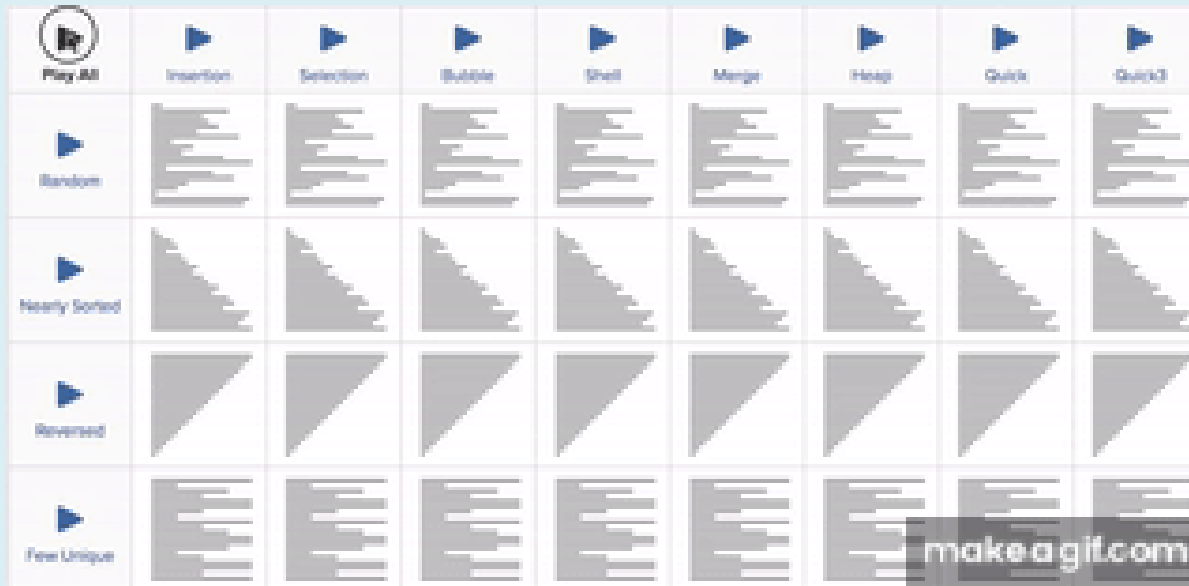 Play All Insertion Selection Bubble Shell Merge Heap Quick Quick3
Random
Nearly Sorted
Reversed
Few Unique
makeagif.com